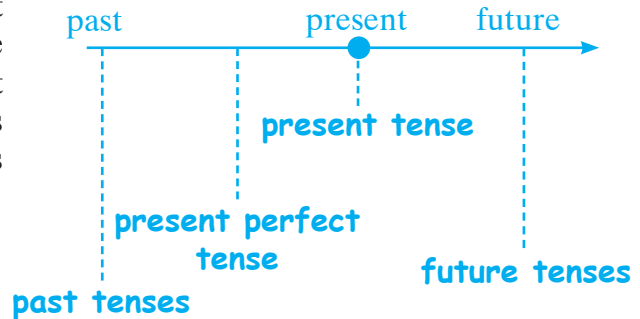 past present future
present tense
present perfect
tense
future tenses
past tenses